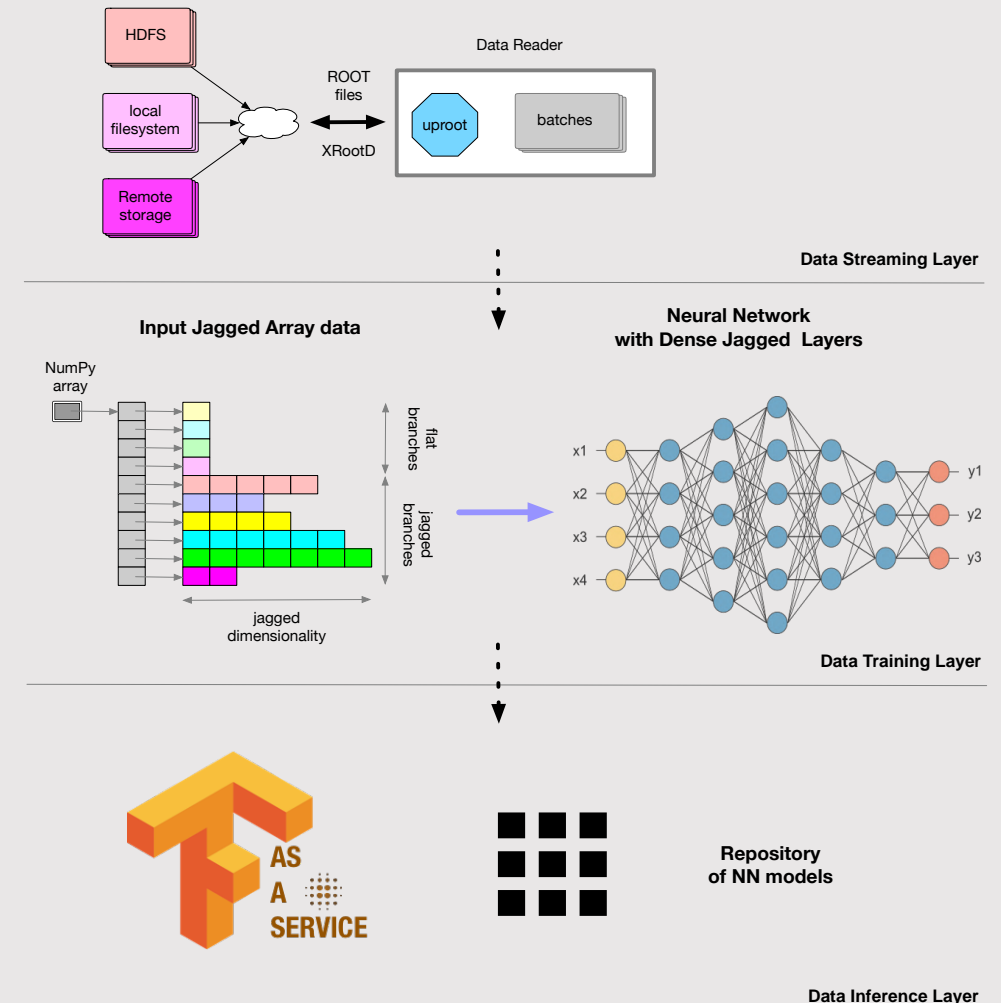 HDFS
local
filesystem
Remote
storage
ROOT
files
XRootD
Data Reader
uproot
batches
Data Streaming Layer
Input Jagged Array data
NumPy
array
flat
branches
jagged
branches
jagged
dimensionality
Neural Network
with Dense Jagged Layers
x1
x2
x3
x4
y1
y2
y3
Data Training Layer
AS
A
SERVICE
Repository
of NN models
Data Inference Layer